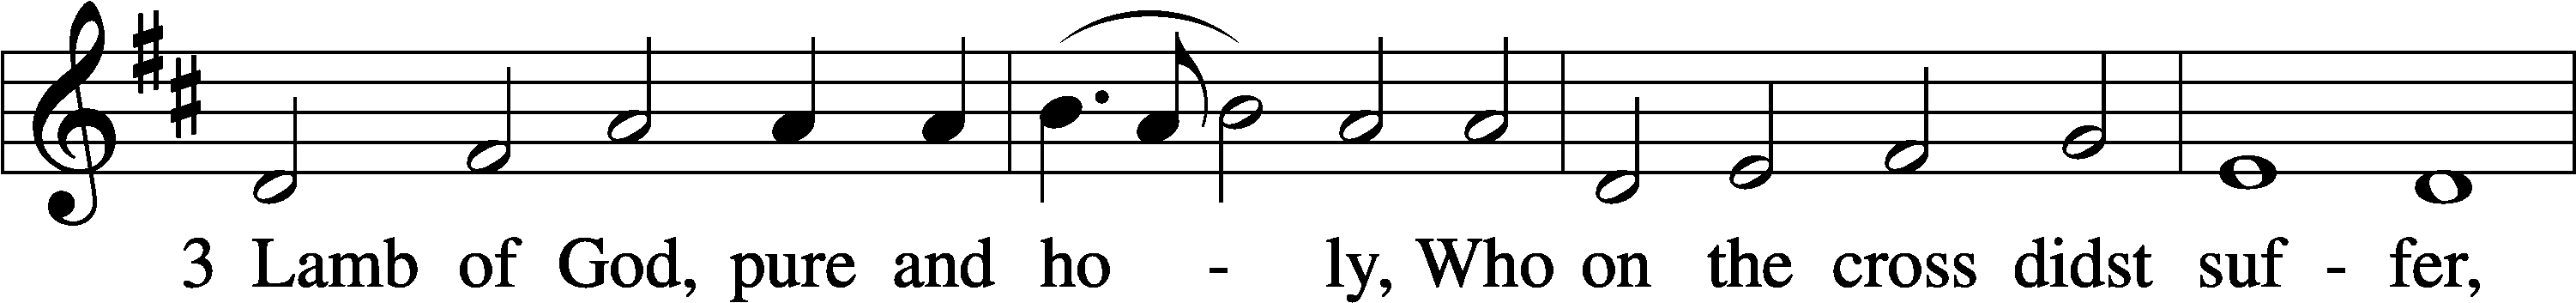 3 Lamb of God, pure and ho - ly, Who on the cross didst suf - fer,